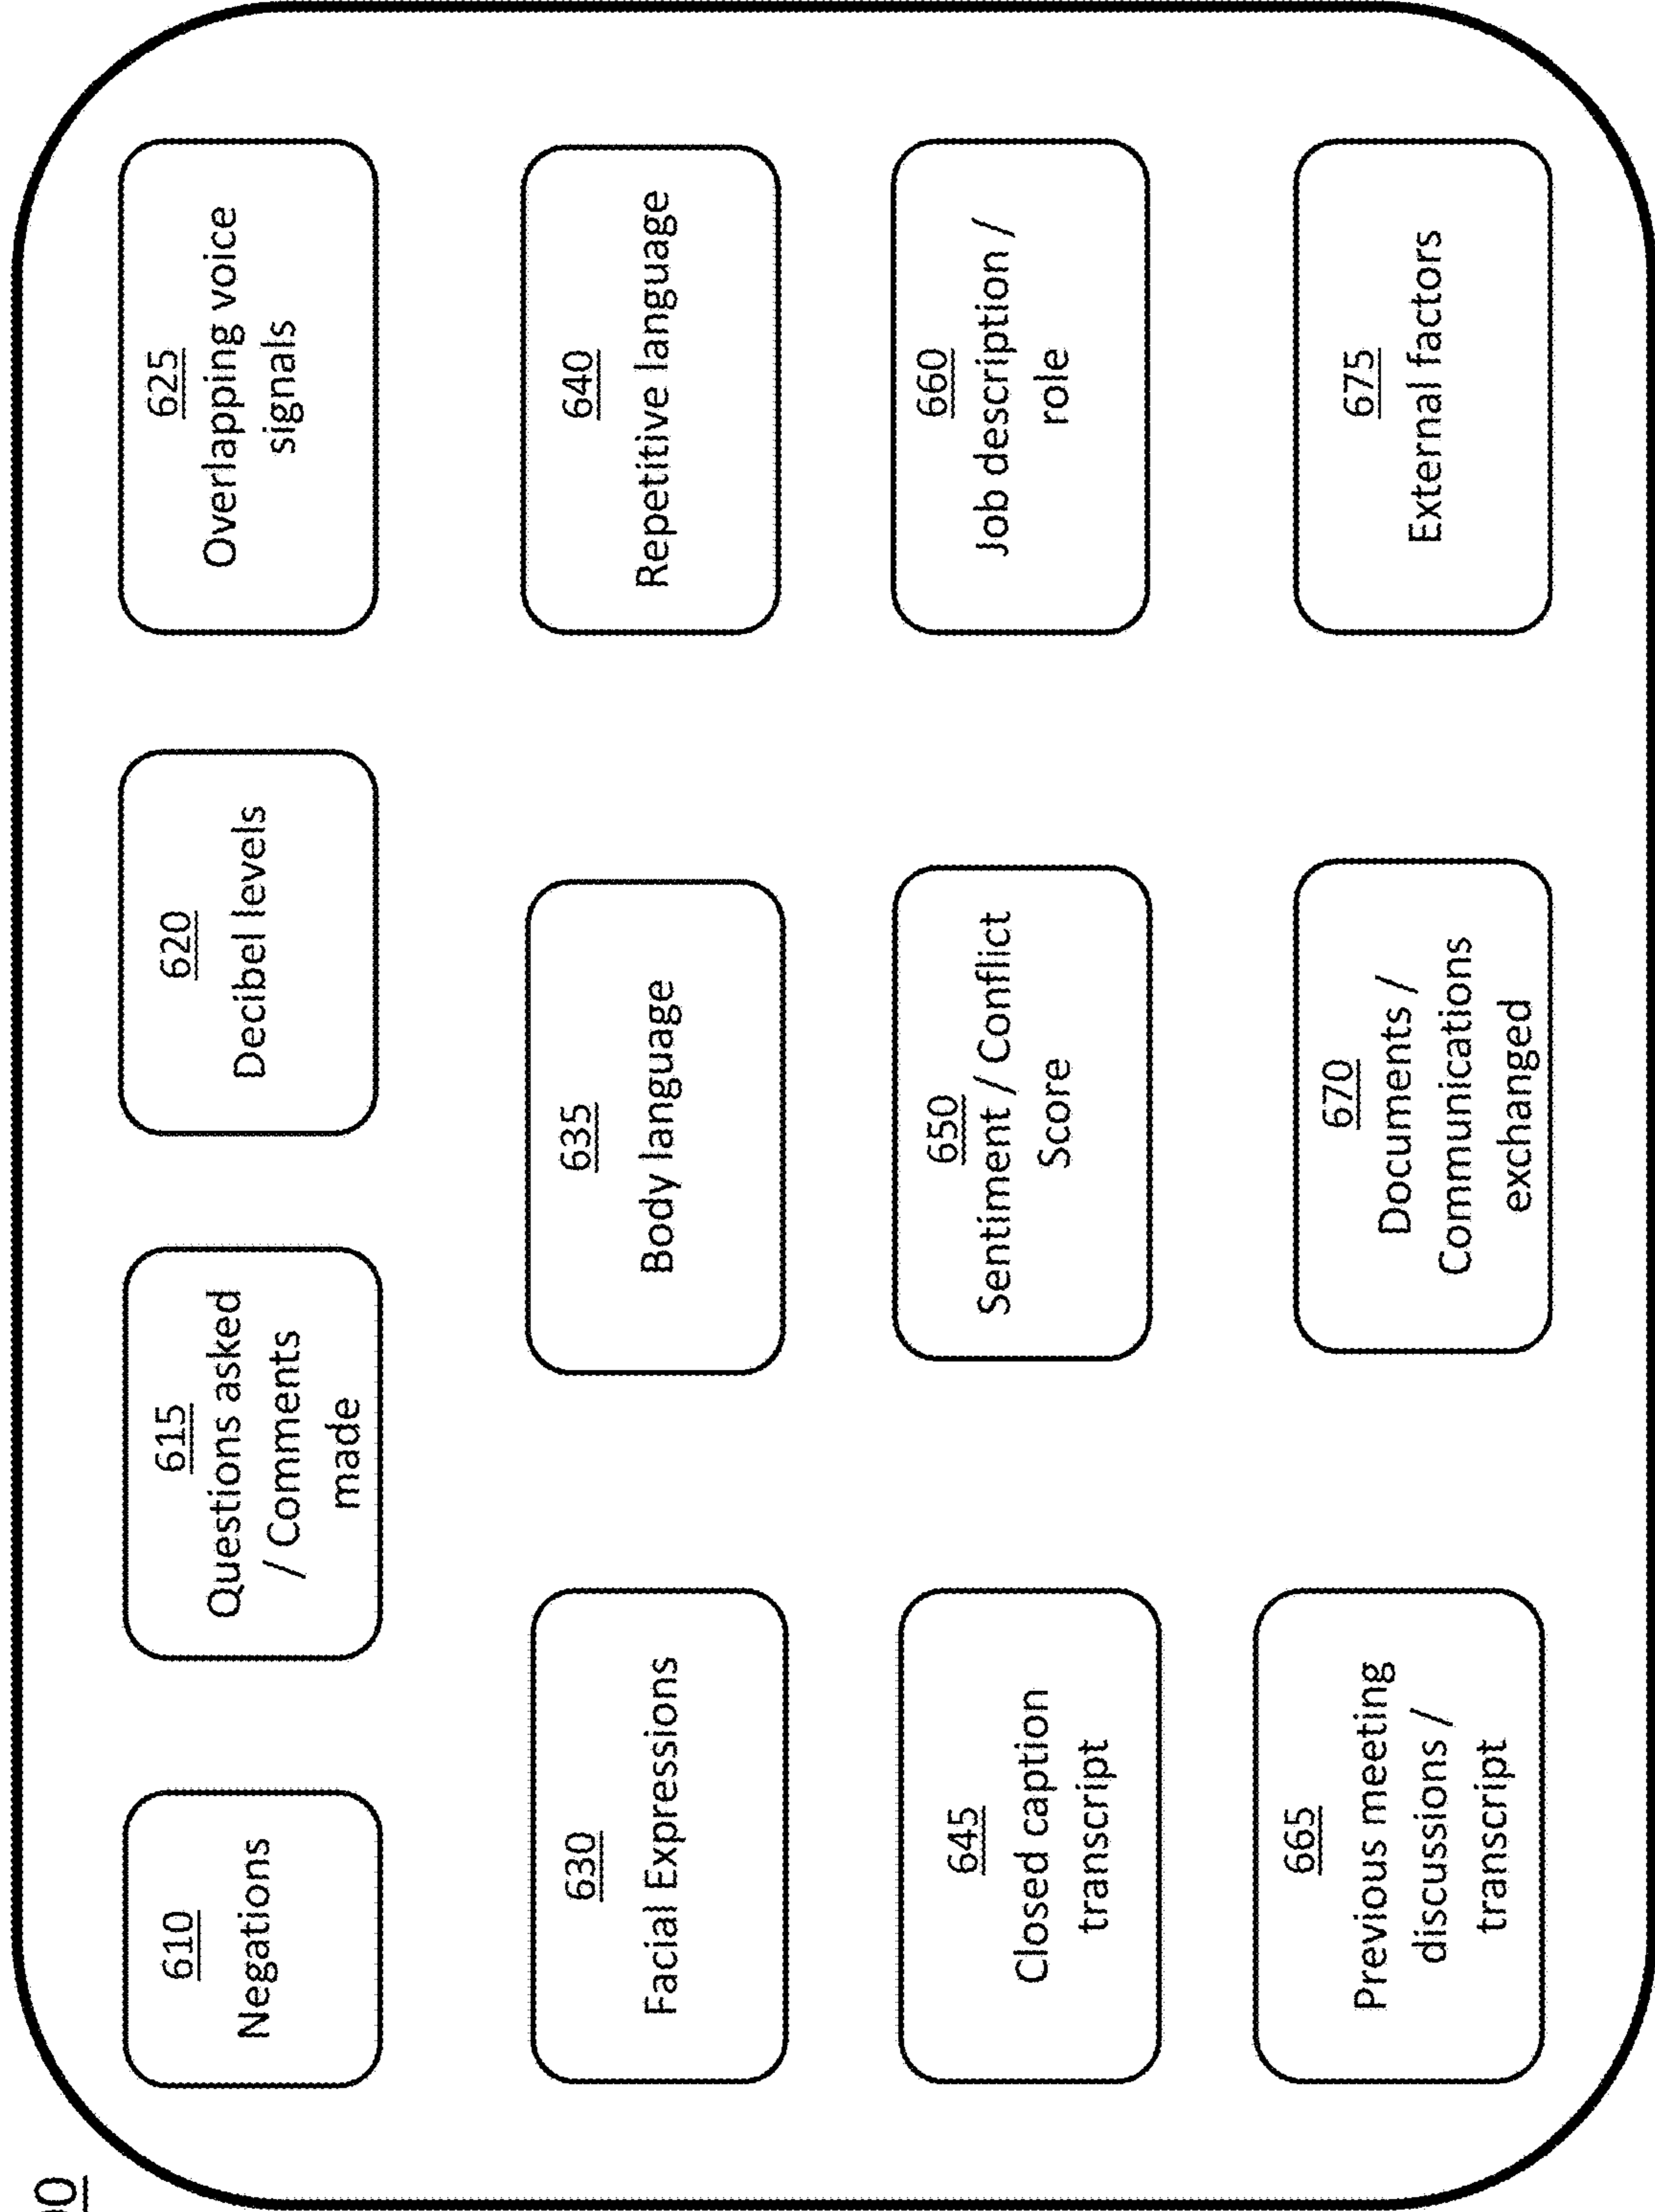 610
Negations
615
Questions asked
/ Comments
made
620
Decibel levels
625
Overlapping voice
signals
630
Facial Expressions
635
Body language
640
Repetitive language
645
Closed caption
transcript
650
Sentiment / Conflict
Score
660
Job description /
role
665
Previous meeting
discussions /
transcript
670
Documents /
Communications
exchanged
675
External factors